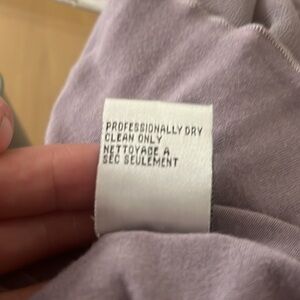 PROFESSIONALLY DRY
CLEAN ONLY
NETTOYAGE A
SEC SEULEMENT